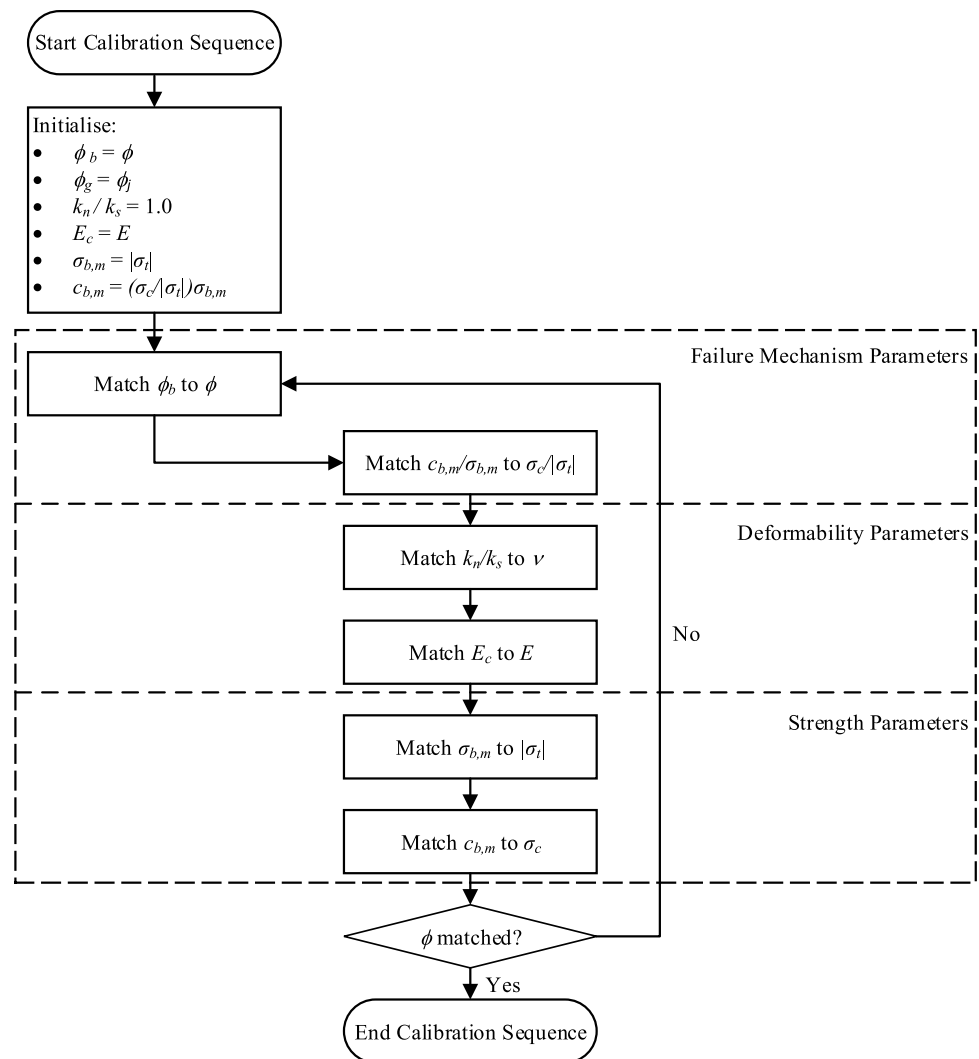 Start Calibration Sequence
Initialise:
• ϕ b = ϕ
• ϕg = ϕj
• kn / ks = 1.0
• Ec = E
• σb,m = |σt|
• cb,m = (σc/|σt|)σb,m
Failure Mechanism Parameters
Match ϕb to ϕ
Match cb,m/σb,m to σc/|σt|
Deformability Parameters
Match kn/ks to ν
Match Ec to E
No
Strength Parameters
Match σb,m to |σt|
Match cb,m to σc
ϕ matched?
Yes
End Calibration Sequence